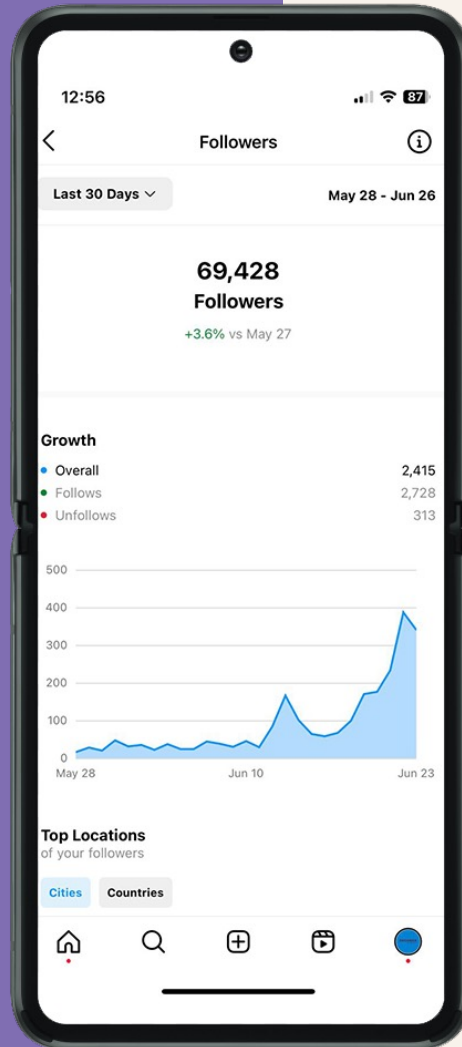 12:56
87
Followers
Last 30 Days
May 28 - Jun 26
69,428
Followers
+3.6% vs May 27
Growth
Overall 2,415
Follows 2,728
Unfollows 313
500
400
300
200
100
0
May 28 Jun 10 Jun 23
Top Locations
of your followers
Cities Countries